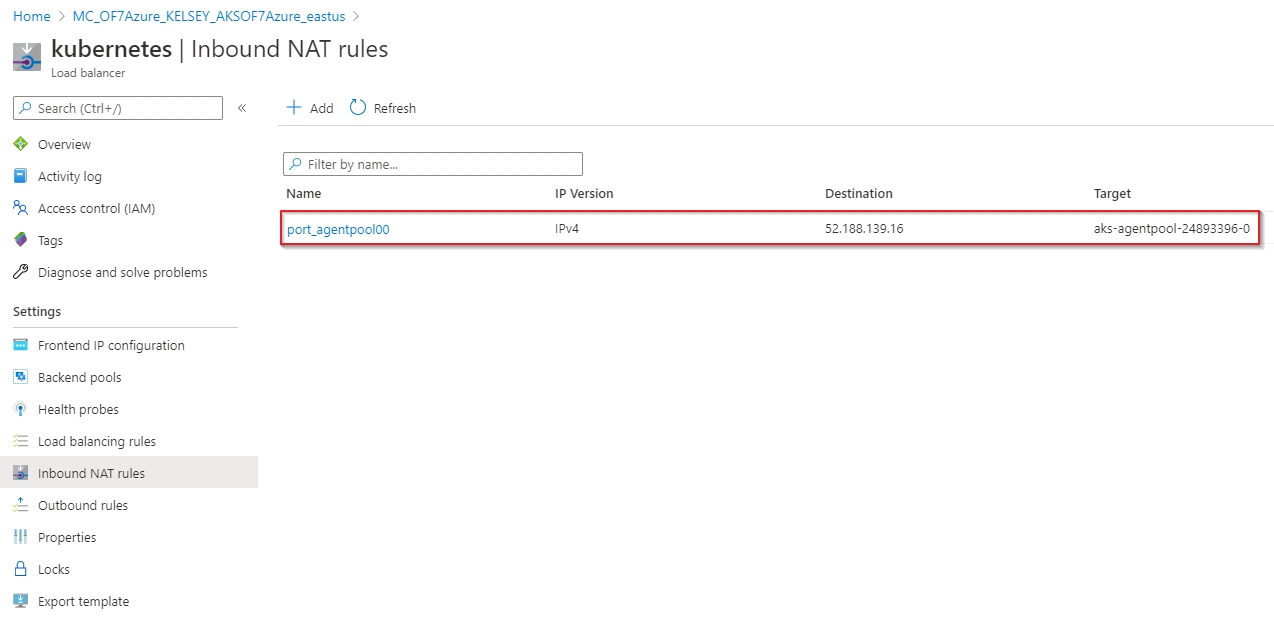 Home > MC_OF7Azure_KELSEY_AKSOF7Azure_eastus >
kubernetes | Inbound NAT rules
Load balancer
Search (Ctrl+/) «
Overview
Activity log
Access control (IAM)
Tags
Diagnose and solve problems
Settings
Frontend IP configuration
Backend pools
Health probes
Load balancing rules
Inbound NAT rules
Outbound rules
Properties
Locks
Export template
Add Refresh
Filter by name...
Name IP Version Destination Target
port_agentpool00 IPv4 52.188.139.16 aks-agentpool-24893396-0